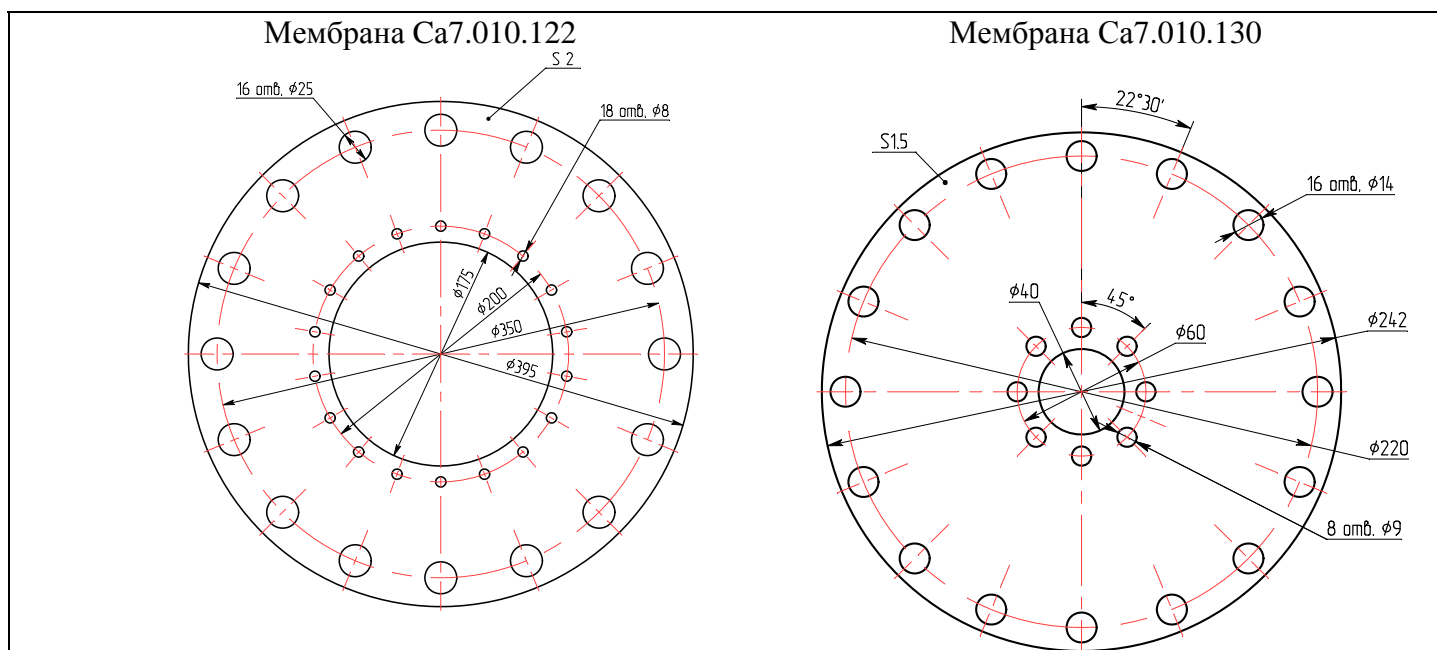 Мембрана Са7.010.122
S 2
16 отв. ϕ25
18 отв. ϕ8
ϕ175
ϕ200
ϕ350
ϕ395
Мембрана Са7.010.130
22°30'
S1.5
16 отв. ϕ14
ϕ40
45°
ϕ60
ϕ242
ϕ220
8 отв. ϕ9